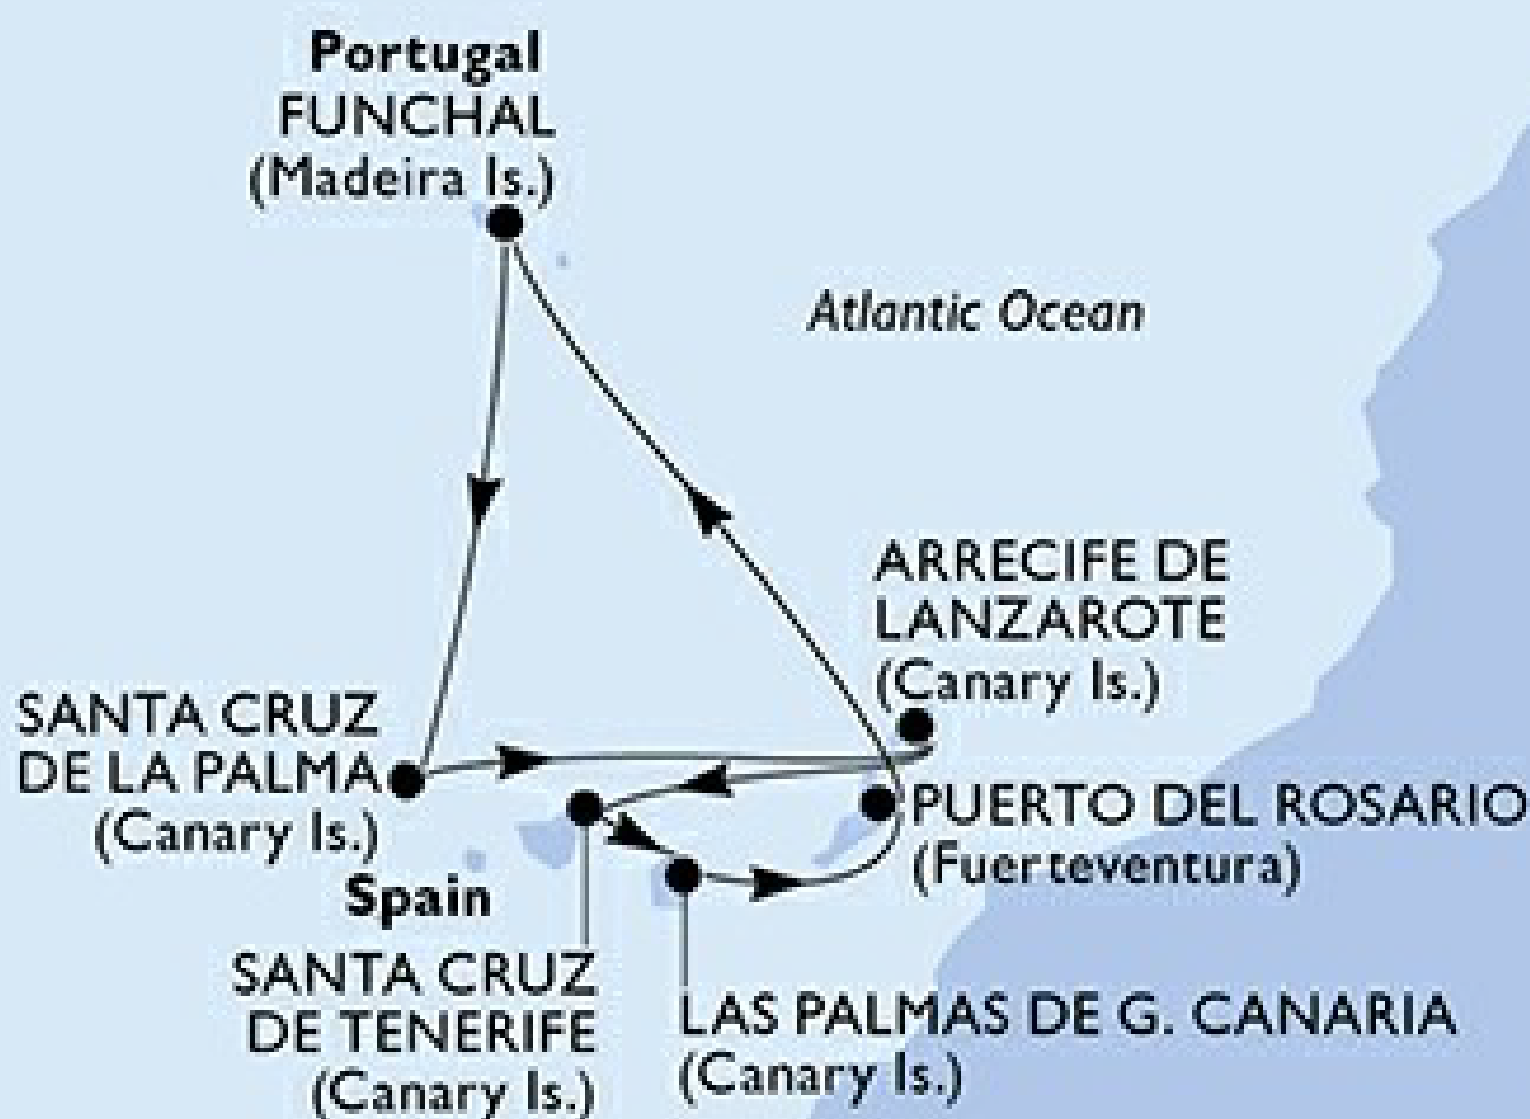 Portugal
FUNCHAL
(Madeira Is.)
Atlantic Ocean
ARRECIFE DE
LANZAROTE
(Canary Is.)
SANTA CRUZ
DE LA PALMA
(Canary Is.)
PUERTO DEL ROSARIO
(Fuerteventura)
Spain
SANTA CRUZ
DE TENERIFE
(Canary Is.)
LAS PALMAS DE G. CANARIA
(Canary Is.)